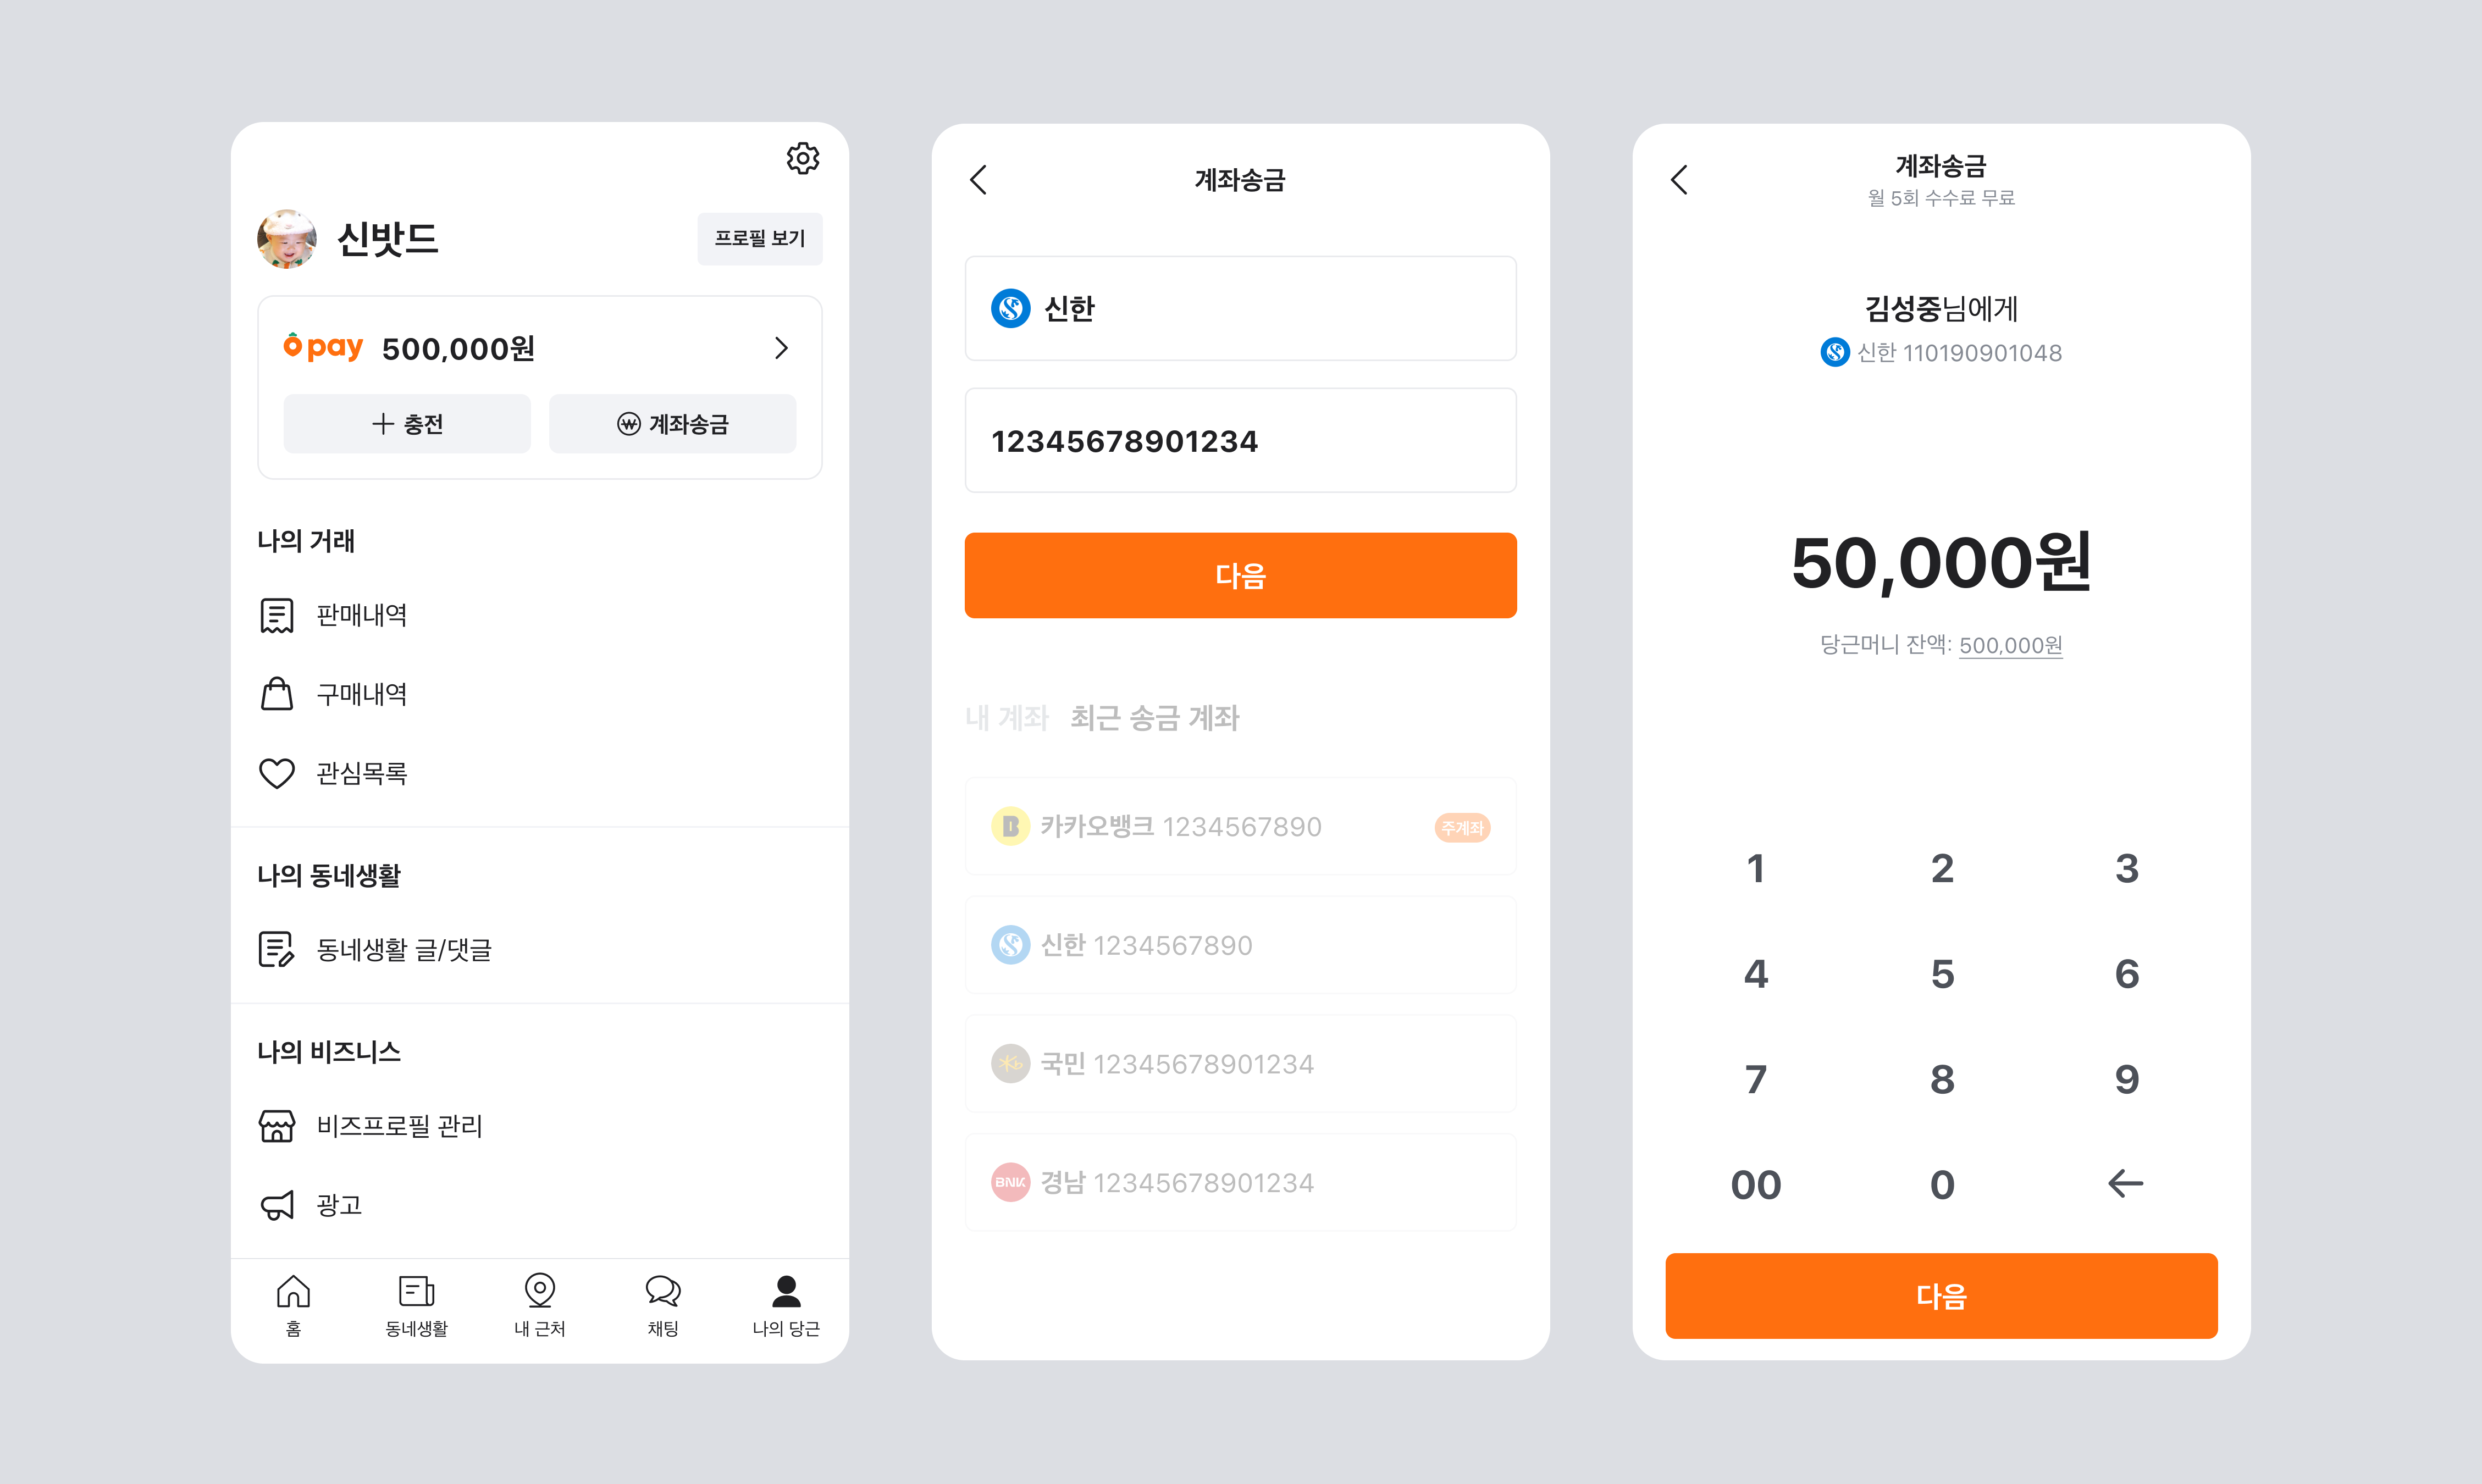 신밧드
프로필 보기
pay 500,000원
충전
계좌송금
나의 거래
판매내역
구매내역
관심목록
나의 동네생활
동네생활 글/댓글
나의 비즈니스
비즈프로필 관리
광고
홈
동네생활
내 근처
채팅
나의 당근
계좌송금
신한
12345678901234
다음
내 계좌 최근 송금 계좌
B 카카오뱅크 1234567890 주계좌
신한 1234567890
Kb 국민 12345678901234
BNK 경남 12345678901234
계좌송금
월 5회 수수료 무료
김성중님에게
신한 110190901048
50,000원
당근머니 잔액: 500,000원
1 2 3
4 5 6
7 8 9
00 0
다음